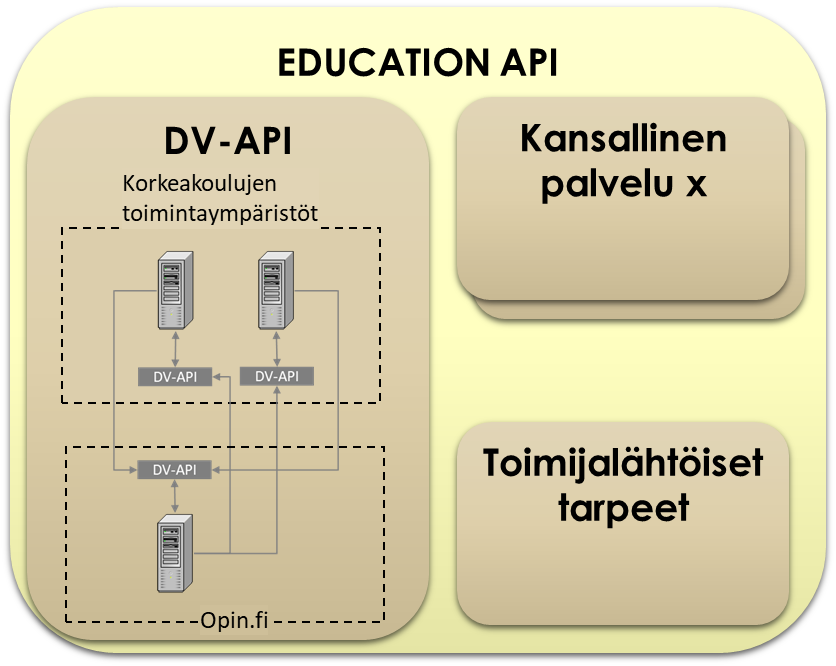 EDUCATION API
DV-API
Korkeakoulujen
toimintaympäristöt
DV-API
DV-API
DV-API
Opin.fi
Kansallinen
palvelu x
Toimijalähtöiset
tarpeet